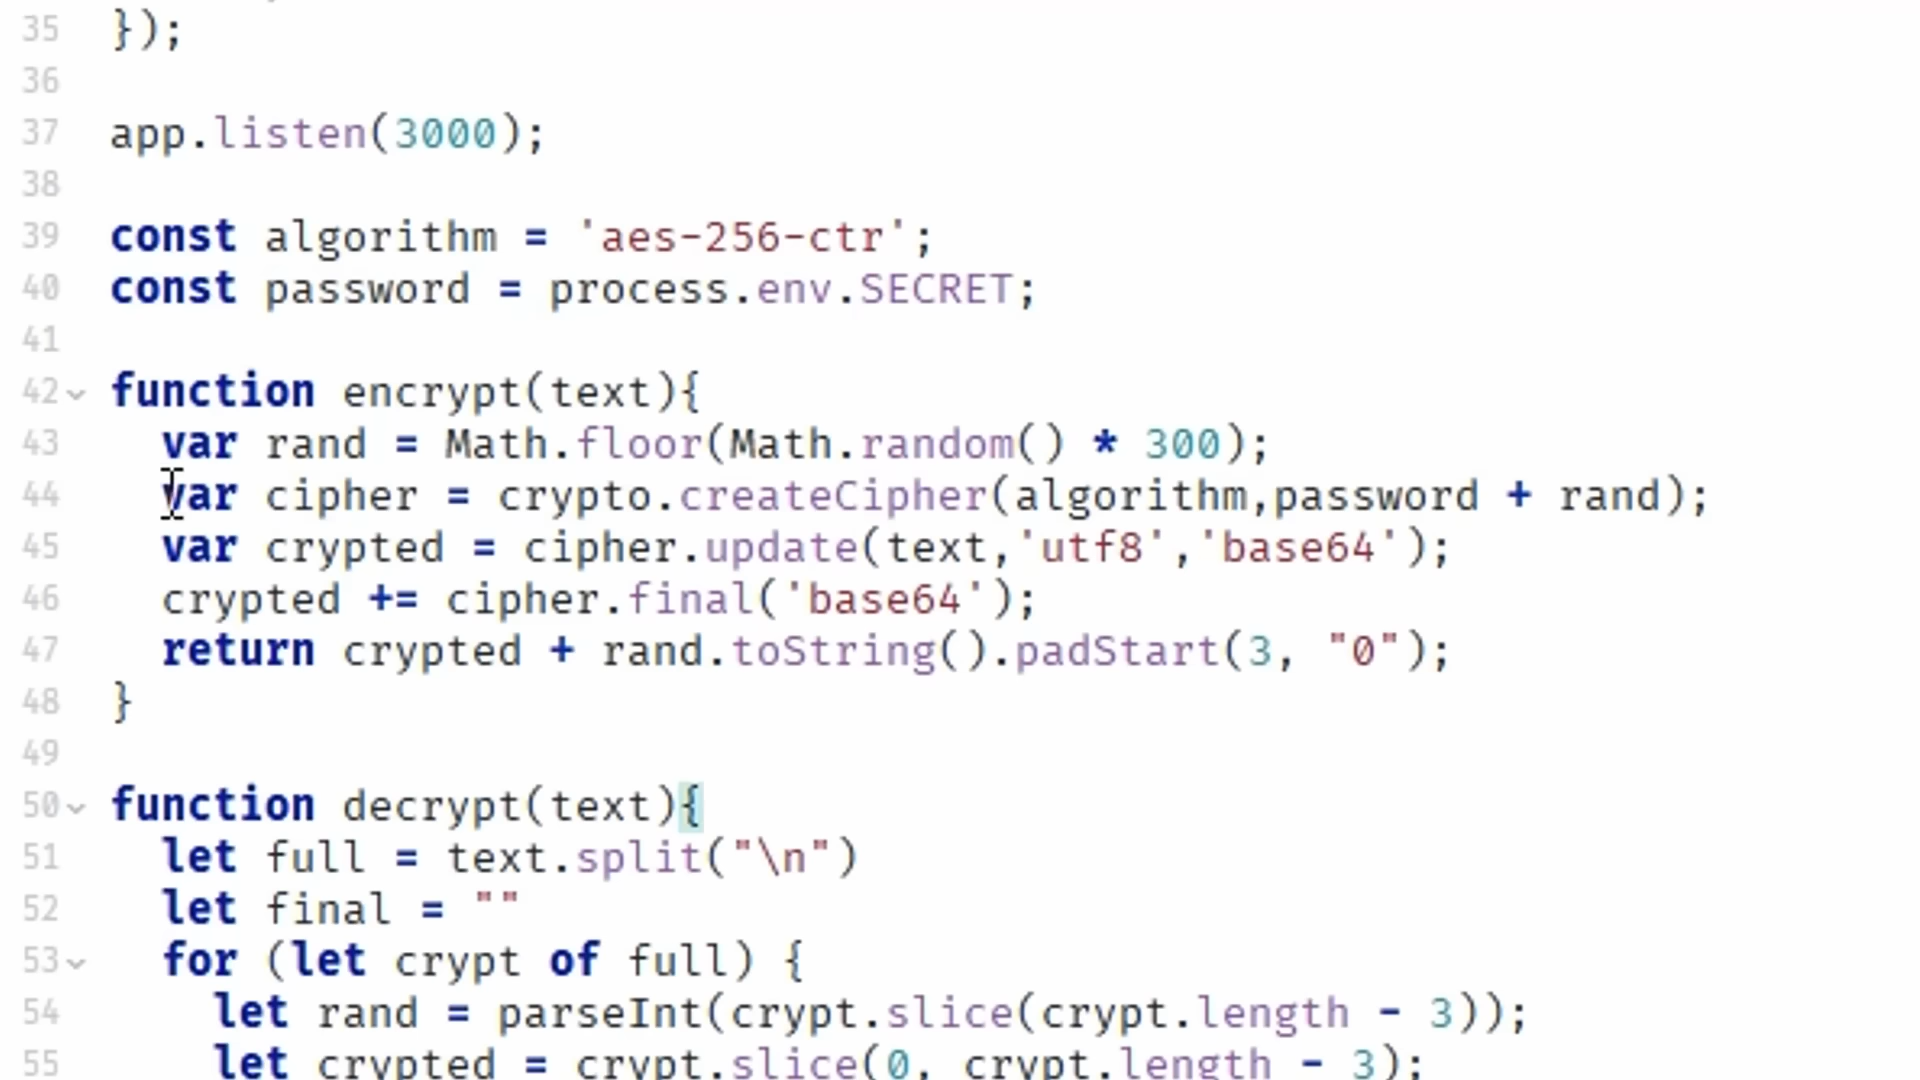 35 });
36
37 app.listen(3000);
38
39 const algorithm = 'aes-256-ctr';
40 const password = process.env.SECRET;
41
42 function encrypt(text){
43 var rand = Math.floor(Math.random() * 300);
44 var cipher = crypto.createCipher(algorithm,password + rand);
45 var crypted = cipher.update(text,'utf8','base64');
46 crypted += cipher.final('base64');
47 return crypted + rand.toString().padStart(3, "0");
48 }
49
50 function decrypt(text){
51 let full = text.split("\n")
52 let final = ""
53 for (let crypt of full) {
54 let rand = parseInt(crypt.slice(crypt.length - 3));
55 let crypted = crypt.slice(0, crypt.length - 3);